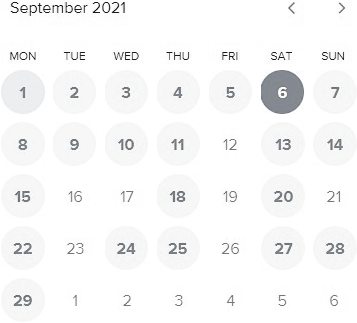 September 2021
MON TUE WED THU FRI SAT SUN
1 2 3 4 5 6 7
8 9 10 11 12 13 14
15 16 17 18 19 20 21
22 23 24 25 26 27 28
29 1 2 3 4 5 6